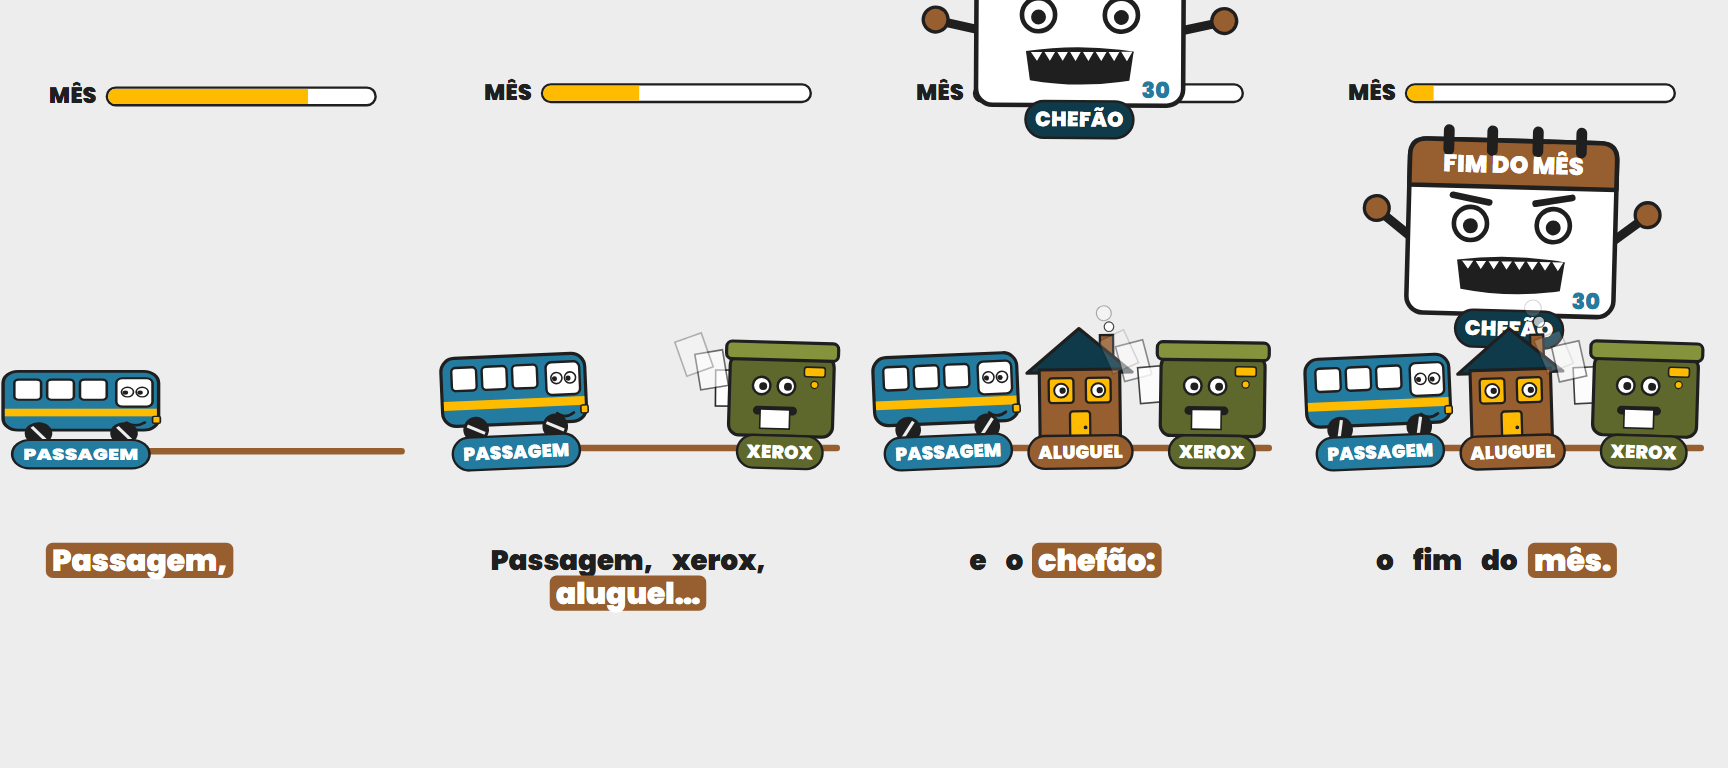 MÊS
PASSAGEM
Passagem,
MÊS
PASSAGEM
XEROX
Passagem, xerox,
aluguel...
MÊS
30
CHEFÃO
PASSAGEM
ALUGUEL
XEROX
e o chefão:
MÊS
FIM DO MÊS
30
CHEFÃO
PASSAGEM
ALUGUEL
XEROX
o fim do mês.